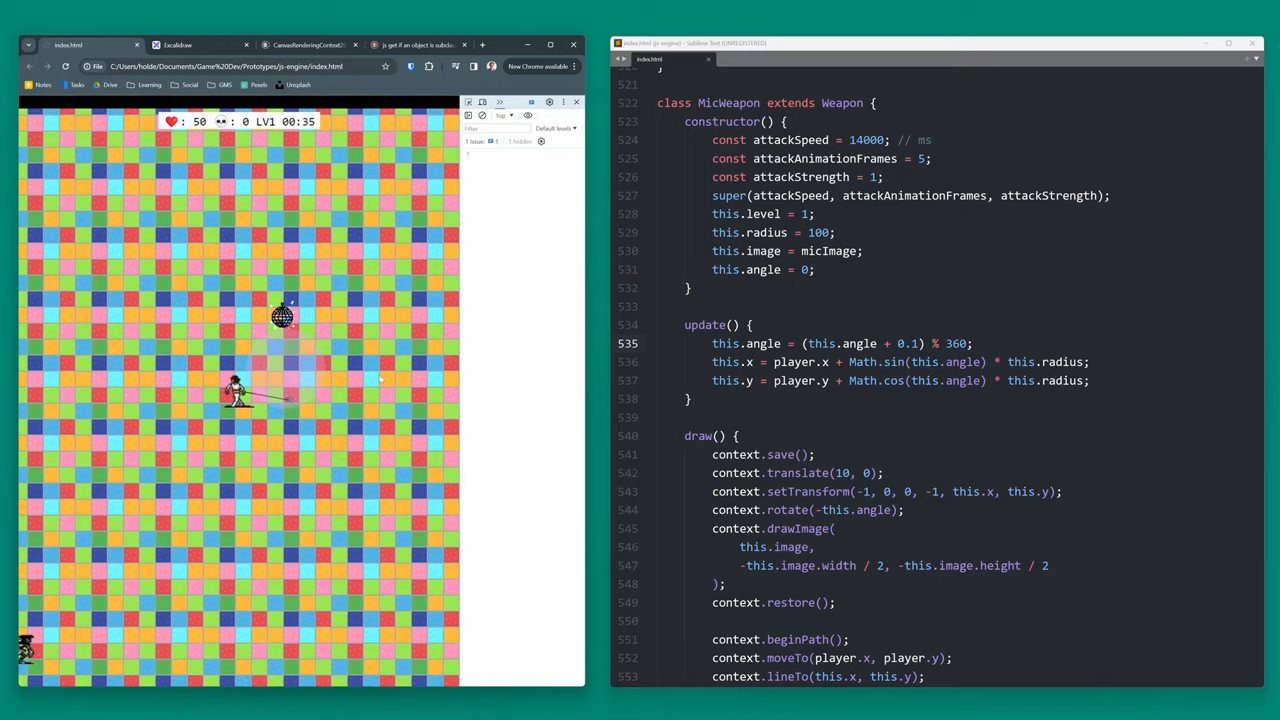 index.html
Excalidraw
CanvasRenderingContext2
js get if an object is subclas
File
C:/Users/holde/Documents/Game%20Dev/Prototypes/js-engine/index.html
New Chrome available
Notes
Tasks
Drive
Learning
Social
GMS
Pexels
Unsplash
: 50 : 0 LV1 00:35
top
Filter
Default levels
1 Issue: 1
1 hidden
index.html (js-engine) - Sublime Text (UNREGISTERED)
index.html
520 }
521
522 class MicWeapon extends Weapon {
523 constructor() {
524 const attackSpeed = 14000; // ms
525 const attackAnimationFrames = 5;
526 const attackStrength = 1;
527 super(attackSpeed, attackAnimationFrames, attackStrength);
528 this.level = 1;
529 this.radius = 100;
530 this.image = micImage;
531 this.angle = 0;
532 }
533
534 update() {
535 this.angle = (this.angle + 0.1) % 360;
536 this.x = player.x + Math.sin(this.angle) * this.radius;
537 this.y = player.y + Math.cos(this.angle) * this.radius;
538 }
539
540 draw() {
541 context.save();
542 context.translate(10, 0);
543 context.setTransform(-1, 0, 0, -1, this.x, this.y);
544 context.rotate(-this.angle);
545 context.drawImage(
546 this.image,
547 -this.image.width / 2, -this.image.height / 2
548 );
549 context.restore();
550
551 context.beginPath();
552 context.moveTo(player.x, player.y);
553 context.lineTo(this.x, this.y);